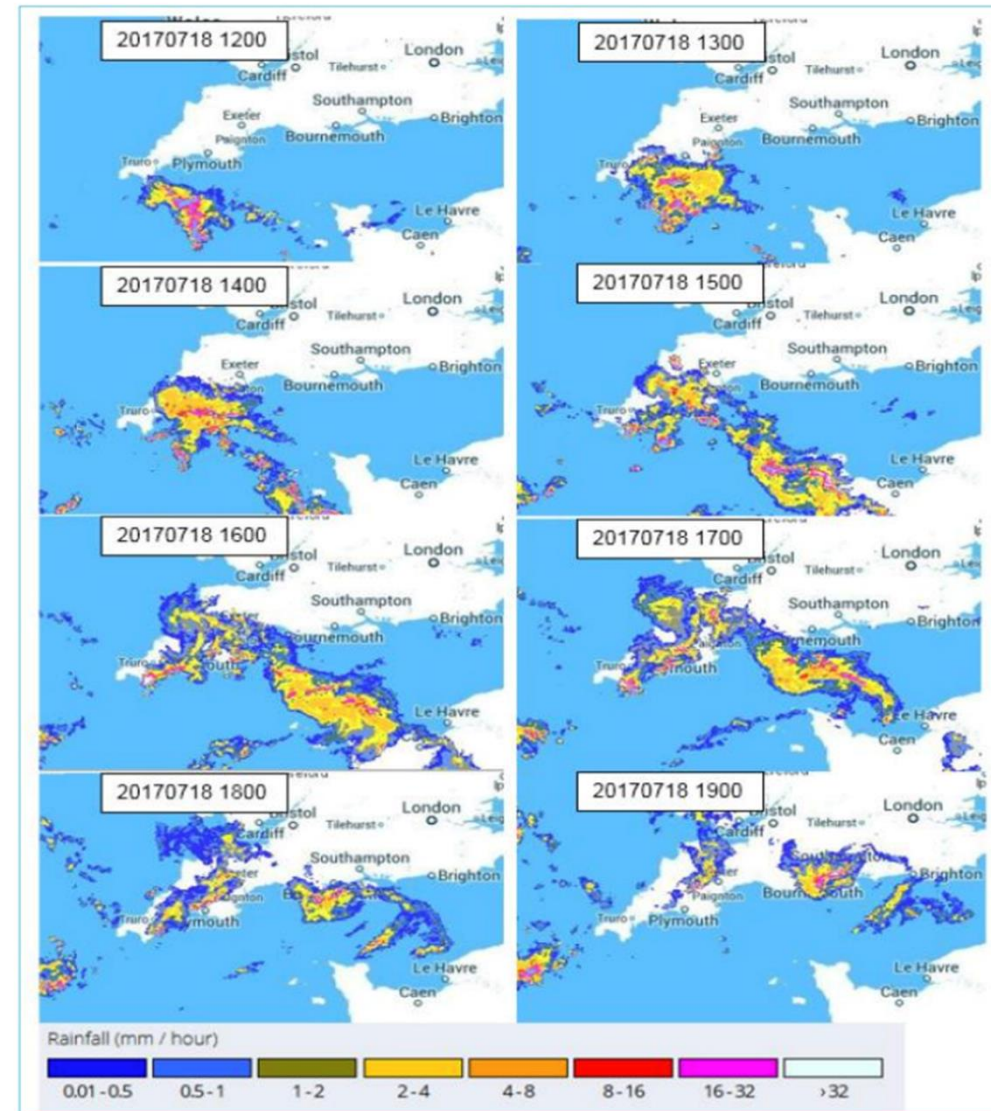 20170718 1200
London
Cardiff
Tilehurst
Southampton
Exeter
Bournemouth
Brighton
Paignton
Truro
Plymouth
Le Havre
Caen
20170718 1300
London
Cardiff
Tilehurst
Southampton
Exeter
Bournemouth
Brighton
Le Havre
Caen
20170718 1400
London
Cardiff
Tilehurst
Southampton
Exeter
Bournemouth
Brighton
Truro
Le Havre
Caen
20170718 1500
London
Cardiff
Tilehurst
Southampton
Exeter
Bournemouth
Brighton
Truro
Le Havre
Caen
20170718 1600
London
Cardiff
Tilehurst
Southampton
Brighton
Truro
Le Havre
Caen
20170718 1700
London
Cardiff
Tilehurst
Southampton
Brighton
Truro
Caen
20170718 1800
London
Tilehurst
Southampton
Brighton
Le Havre
Caen
20170718 1900
London
Cardiff
Tilehurst
Brighton
Paignton
Truro
Plymouth
Le Havre
Caen
Rainfall (mm / hour)
0.01 - 0.5 0.5 - 1 1 - 2 2 - 4 4 - 8 8 - 16 16 - 32 >32